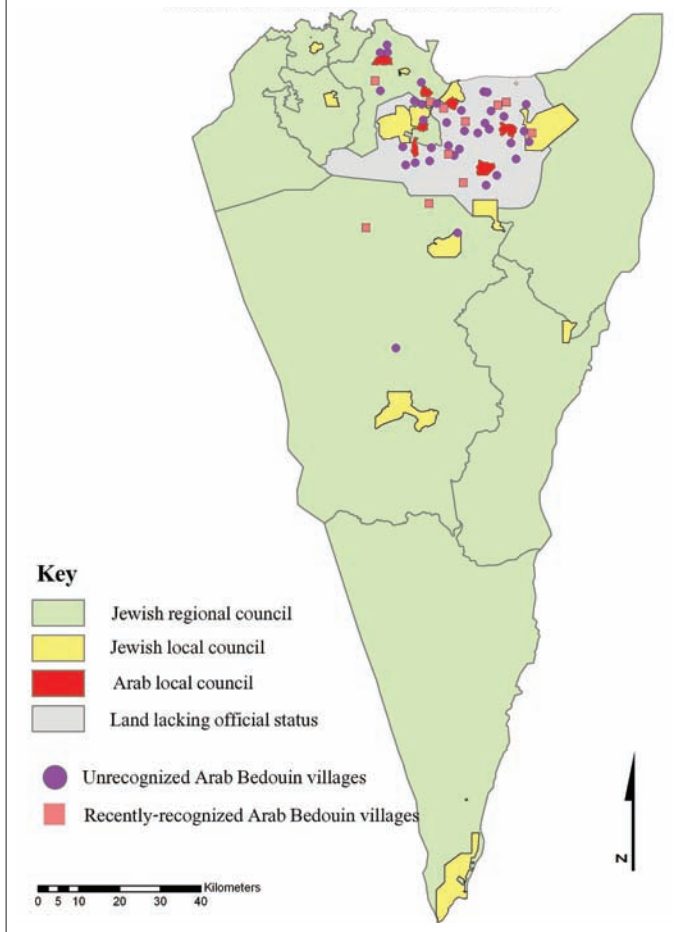 Key
Jewish regional council
Jewish local council
Arab local council
Land lacking official status
Unrecognized Arab Bedouin villages
Recently-recognized Arab Bedouin villages
Kilometers
0 5 10 20 30 40
N